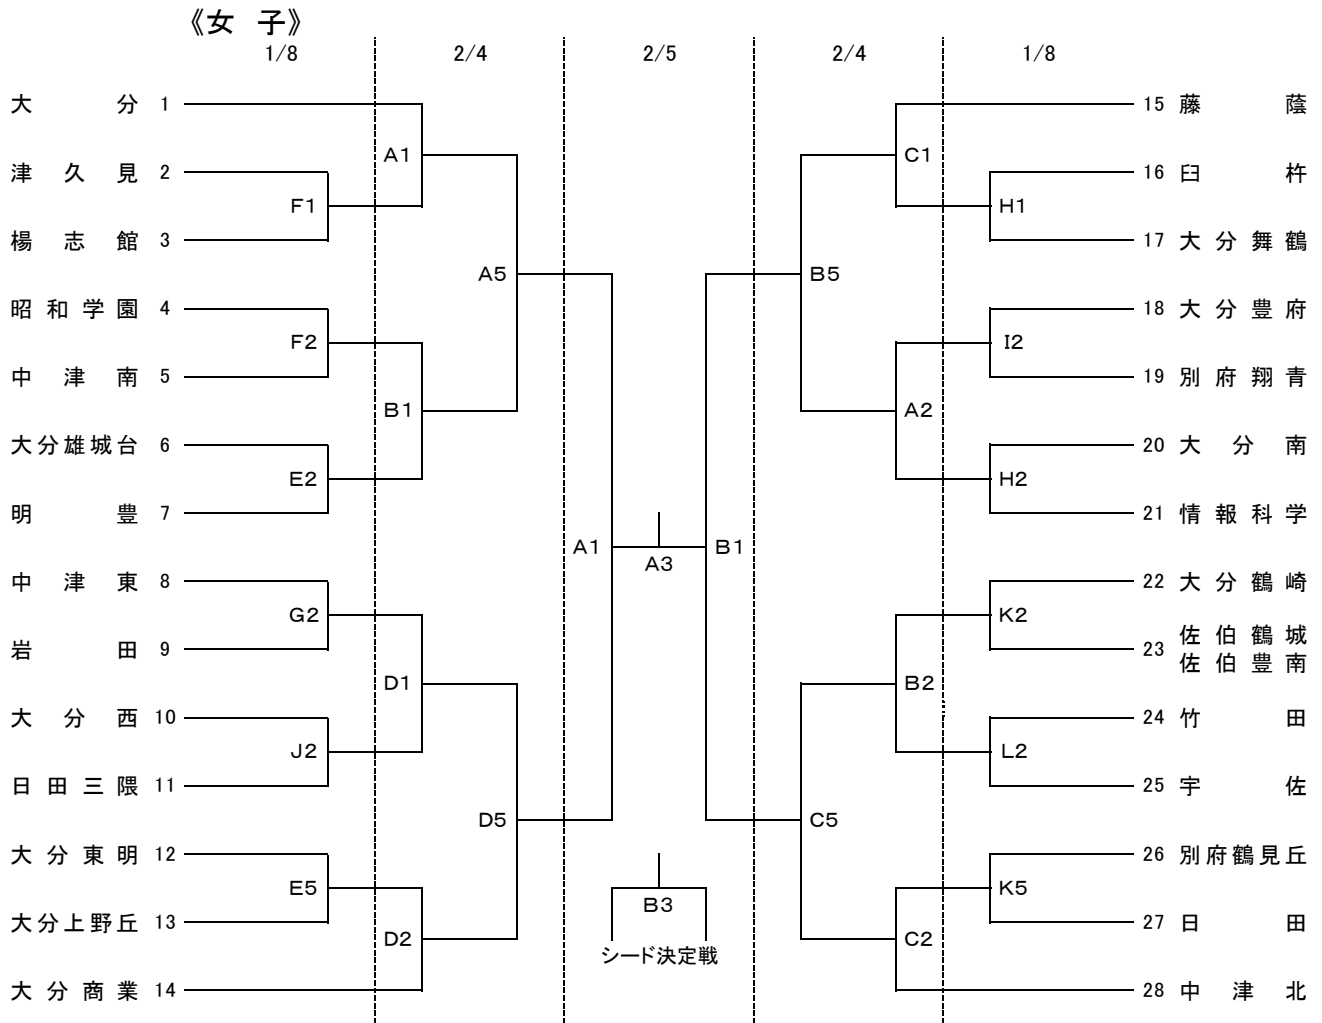 《女 子》
1/8 2/4 2/5 2/4 1/8
大分 1
津久見 2
楊志館 3
昭和学園 4
中津南 5
大分雄城台 6
明豊 7
中津東 8
岩田 9
大分西 10
日田三隈 11
大分東明 12
大分上野丘 13
大分商業 14
F1
F2
E2
G2
J2
E5
A1
B1
D1
D2
A5
D5
A1
A3
B1
B3
シード決定戦
B5
C5
C1
A2
B2
C2
H1
I2
H2
K2
L2
K5
15 藤蔭
16 臼杵
17 大分舞鶴
18 大分豊府
19 別府翔青
20 大分南
21 情報科学
22 大分鶴崎
23 佐伯鶴城
佐伯豊南
24 竹田
25 宇佐
26 別府鶴見丘
27 日田
28 中津北